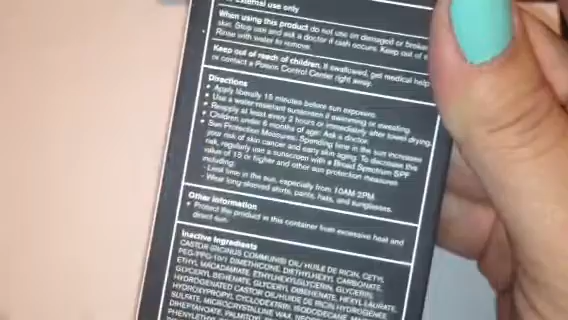 For external use only
When using this product do not use on damaged or broken
skin. Stop use and ask a doctor if rash occurs. Keep out of e
Rinse with water to remove.
Keep out of reach of children. If swallowed, get medical help
or contact a Poison Control Center right away.
Directions
• Apply liberally 15 minutes before sun exposure.
• Use a water resistant sunscreen if swimming or sweating.
• Reapply at least every 2 hours or immediately after towel drying.
• Children under 6 months of age: Ask a doctor.
• Sun Protection Measures: Spending time in the sun increases
your risk of skin cancer and early skin aging. To decrease the
risk, regularly use a sunscreen with a Broad Spectrum SPF
value of 15 or higher and other sun protection measures
including:
- Limit time in the sun, especially from 10AM-2PM.
- Wear long-sleeved shirts, pants, hats, and sunglasses.
Other information
• Protect the product in this container from excessive heat and
direct sun.
Inactive Ingredients
CASTOR (RICINUS COMMUNIS) OIL / HUILE DE RICIN, CETYL
DIMETHICONE, DIETHYLHEXYL CARBONATE,
ETHYL MACADAMIATE, ETHYLHEXYLGLYCERIN, GLYCERIN,
GLYCERYL BEHENATE, GLYCERYL DIBEHENATE, HEXYL LAURATE,
HYDROGENATED CASTOR OIL/HUILE DE RICIN HYDROGENEE
HYDROXYPROPYL CYCLODEXTRIN, ISODODECANE,
SULFATE, MICROCRYSTALLINE WAX,
DIHEPTANOATE,